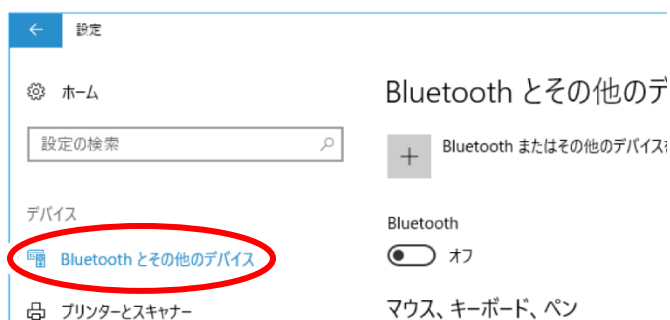 設定
ホーム
設定の検索
デバイス
Bluetooth とその他のデバイス
プリンターとスキャナー
Bluetooth とその他のデ
Bluetooth またはその他のデバイスを
Bluetooth
オフ
マウス、キーボード、ペン